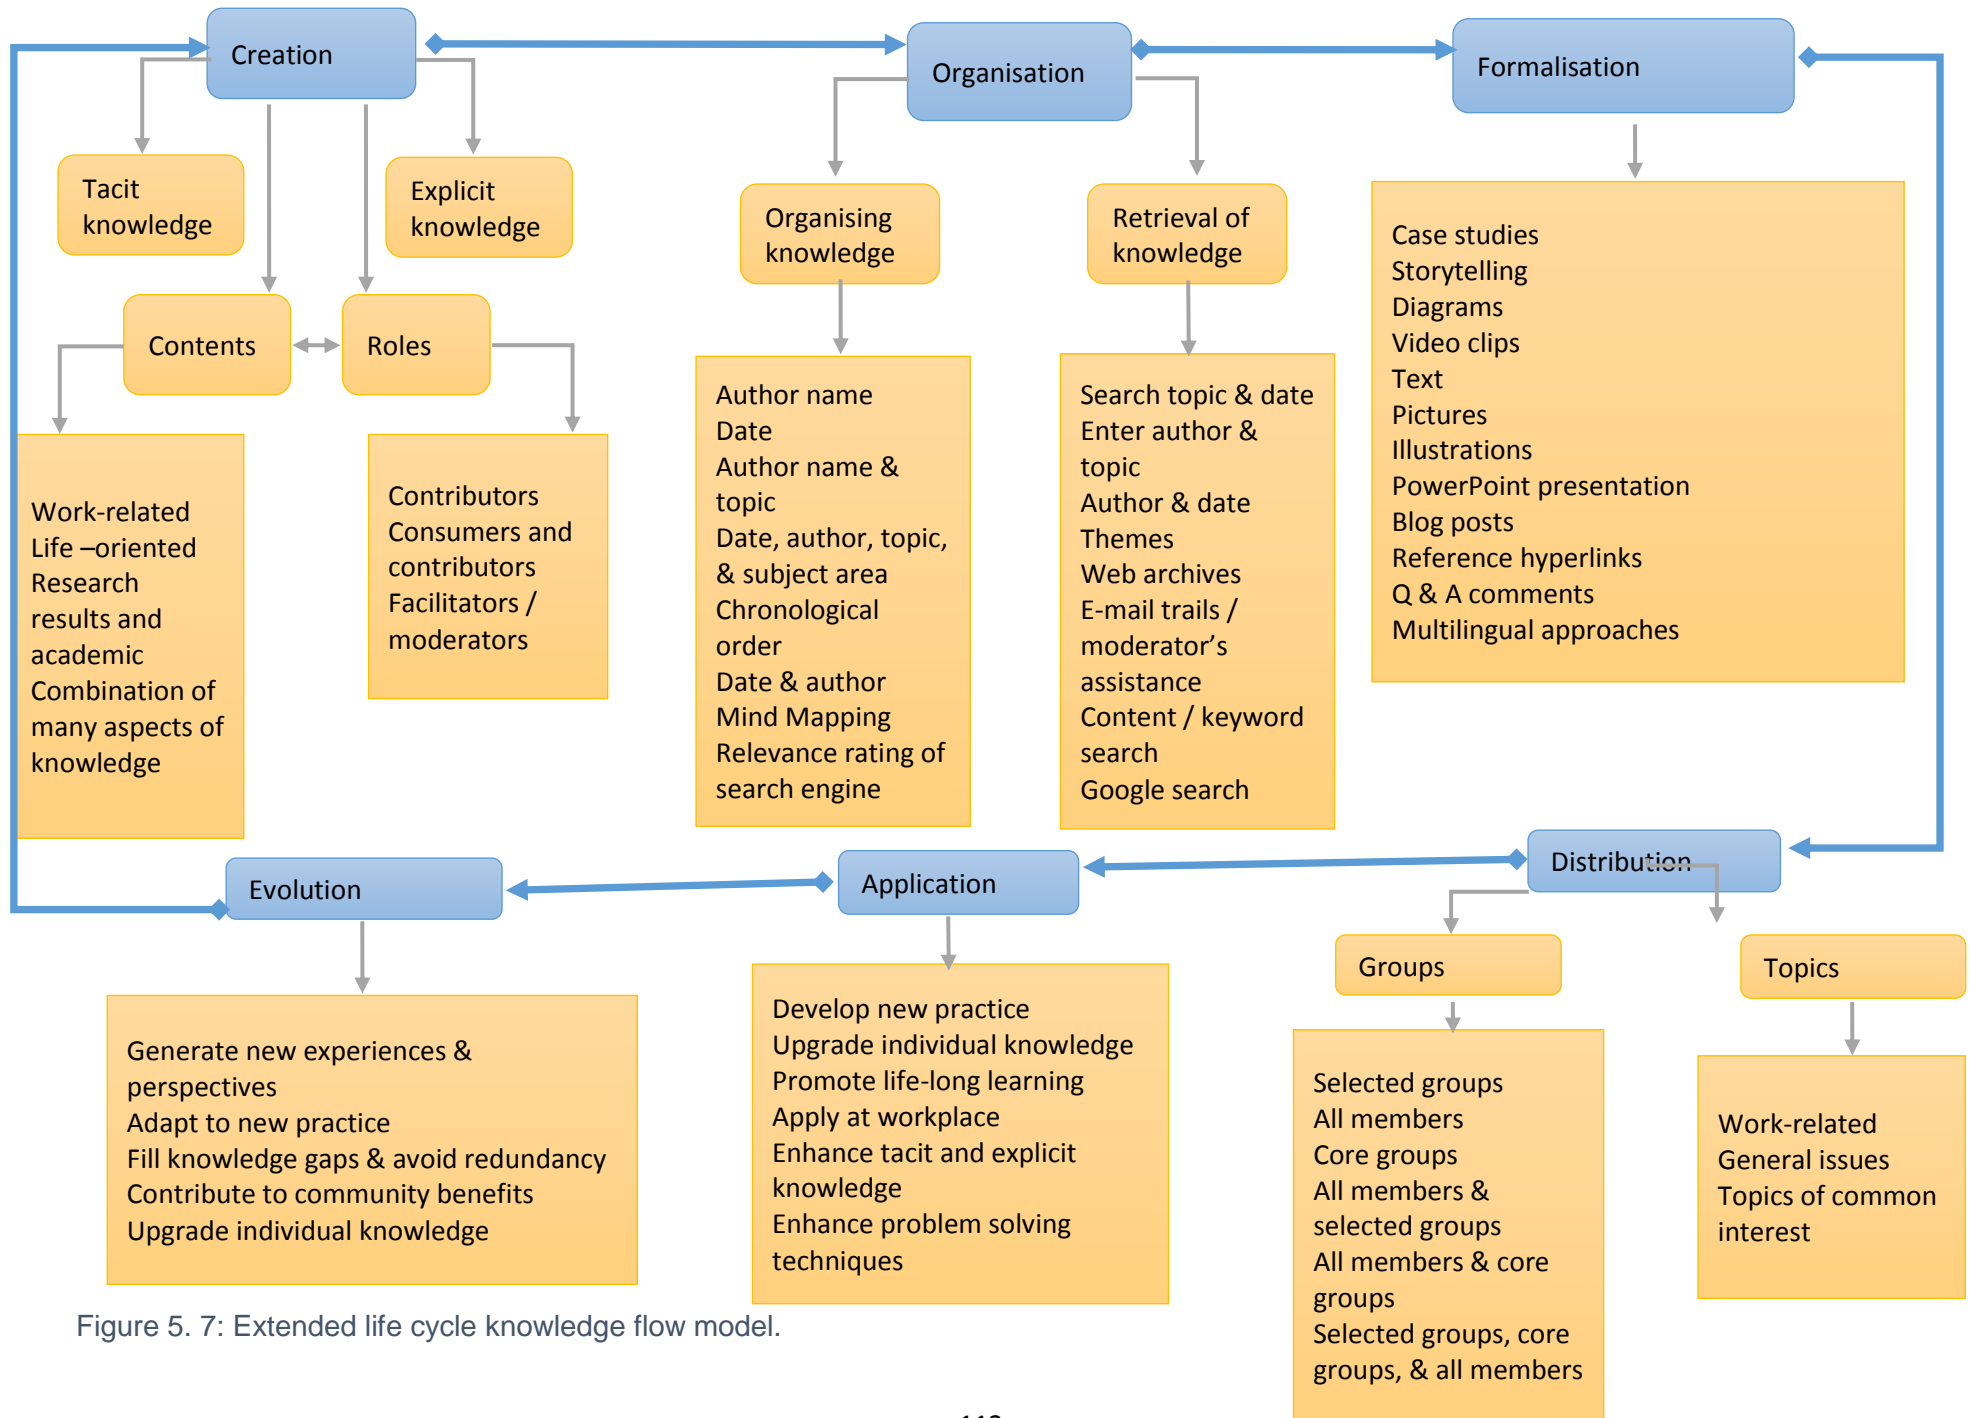 Creation
Organisation
Formalisation
Tacit
knowledge
Explicit
knowledge
Contents
Roles
Work-related
Life –oriented
Research
results and
academic
Combination of
many aspects of
knowledge
Contributors
Consumers and
contributors
Facilitators /
moderators
Organising
knowledge
Author name
Date
Author name &
topic
Date, author, topic,
& subject area
Chronological
order
Date & author
Mind Mapping
Relevance rating of
search engine
Retrieval of
knowledge
Search topic & date
Enter author &
topic
Author & date
Themes
Web archives
E-mail trails /
moderator’s
assistance
Content / keyword
search
Google search
Case studies
Storytelling
Diagrams
Video clips
Text
Pictures
Illustrations
PowerPoint presentation
Blog posts
Reference hyperlinks
Q & A comments
Multilingual approaches
Distribution
Groups
Selected groups
All members
Core groups
All members &
selected groups
All members & core
groups
Selected groups, core
groups, & all members
Topics
Work-related
General issues
Topics of common
interest
Application
Develop new practice
Upgrade individual knowledge
Promote life-long learning
Apply at workplace
Enhance tacit and explicit
knowledge
Enhance problem solving
techniques
Evolution
Generate new experiences &
perspectives
Adapt to new practice
Fill knowledge gaps & avoid redundancy
Contribute to community benefits
Upgrade individual knowledge
Figure 5. 7: Extended life cycle knowledge flow model.